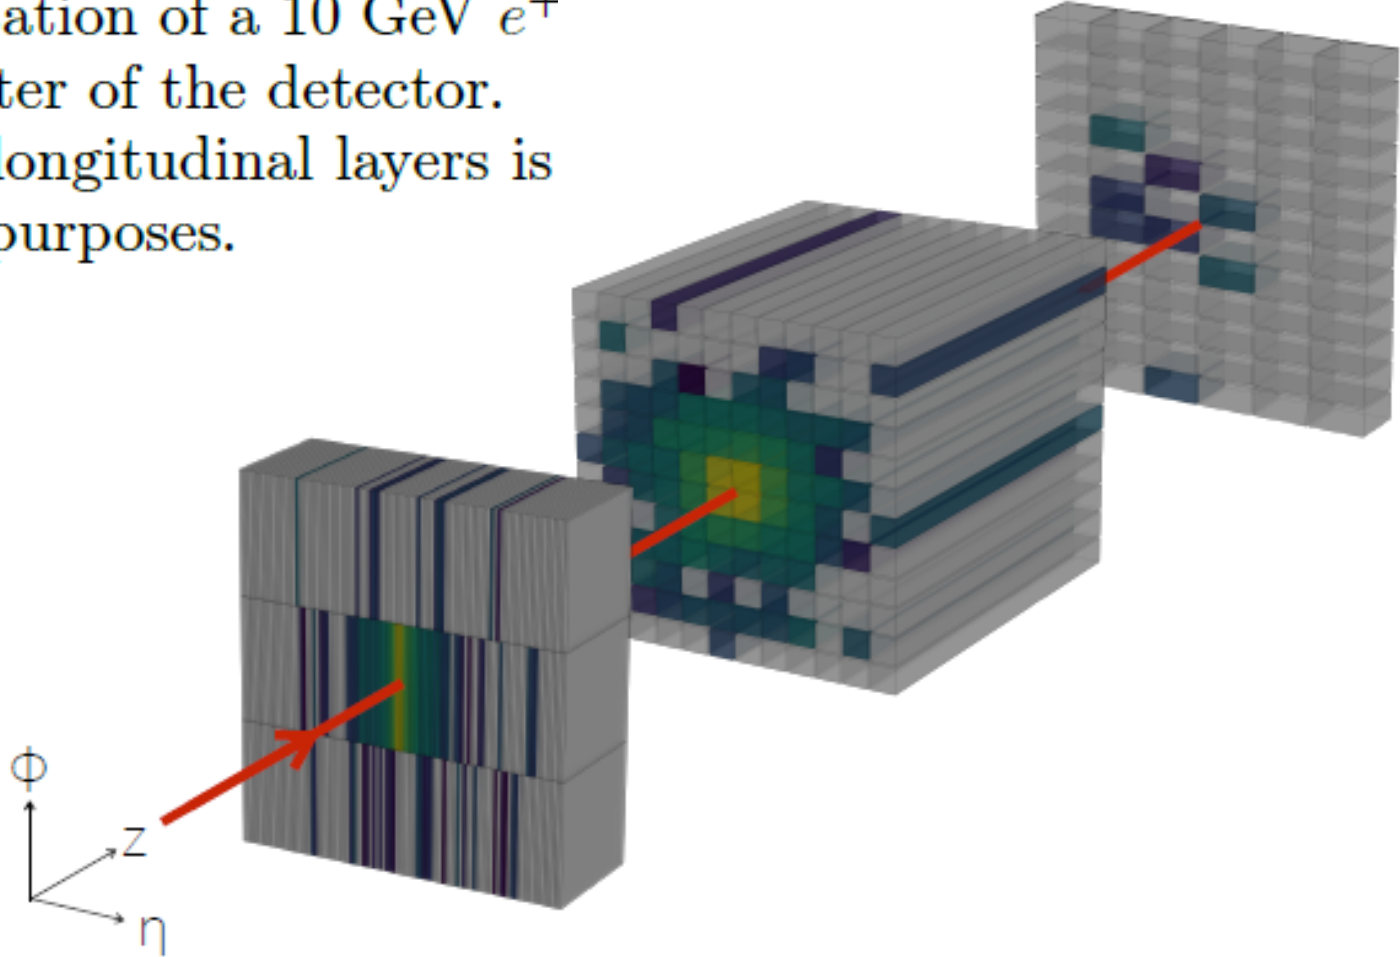 ation of a 10 GeV e⁺
ter of the detector.
longitudinal layers is
purposes.
ϕ
z
η